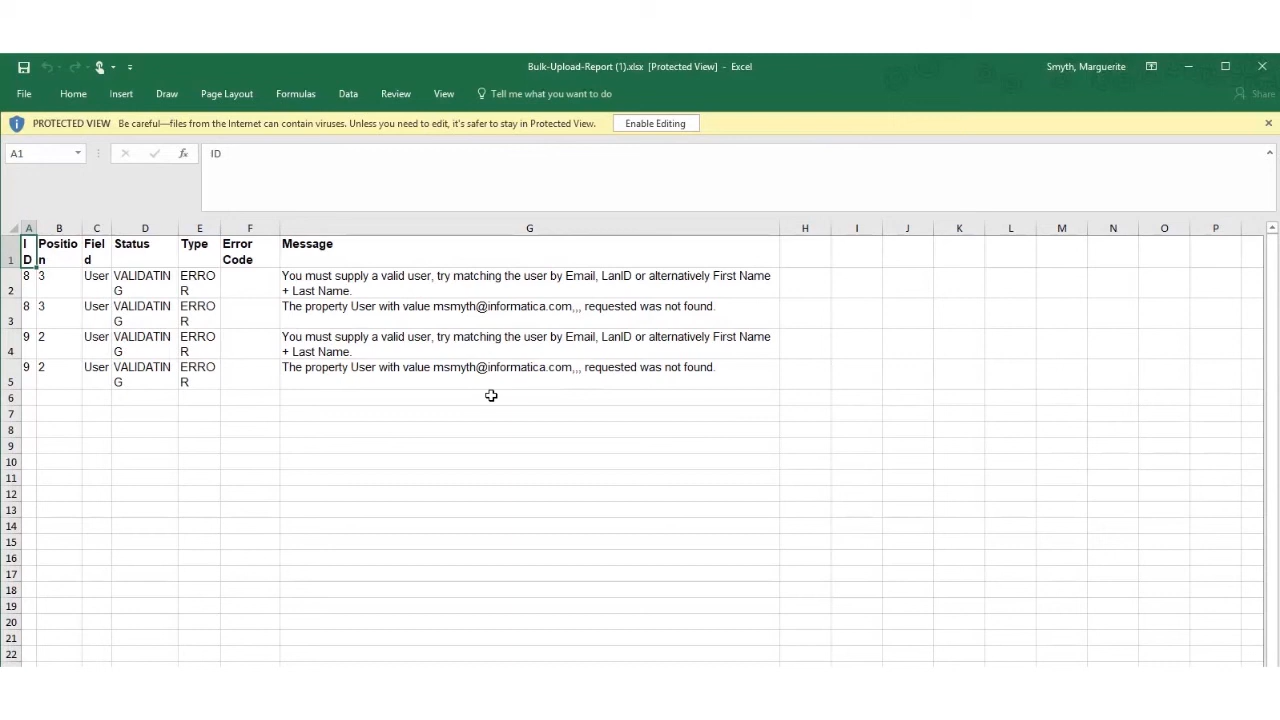 Bulk-Upload-Report (1).xlsx [Protected View] - Excel
Smyth, Marguerite
File Home Insert Draw Page Layout Formulas Data Review View Tell me what you want to do Share
PROTECTED VIEW Be careful—files from the Internet can contain viruses. Unless you need to edit, it's safer to stay in Protected View. Enable Editing
A1 fx ID
A B C D E F G H I J K L M N O P
I Positio Fiel Status Type Error Message
1 D n d Code
8 3 User VALIDATIN ERRO You must supply a valid user, try matching the user by Email, LanID or alternatively First Name
2 G R + Last Name.
8 3 User VALIDATIN ERRO The property User with value msmyth@informatica.com,,, requested was not found.
3 G R
9 2 User VALIDATIN ERRO You must supply a valid user, try matching the user by Email, LanID or alternatively First Name
4 G R + Last Name.
9 2 User VALIDATIN ERRO The property User with value msmyth@informatica.com,,, requested was not found.
5 G R
6
7
8
9
10
11
12
13
14
15
16
17
18
19
20
21
22